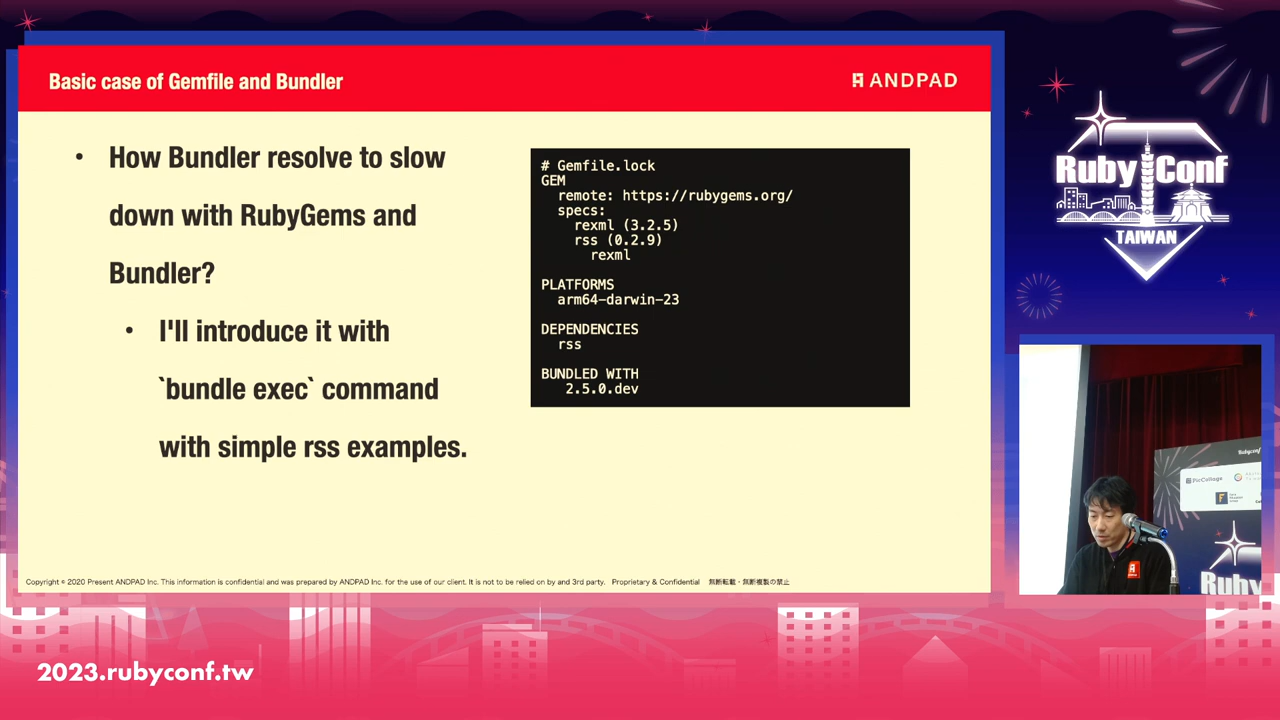 Basic case of Gemfile and Bundler
ANDPAD
• How Bundler resolve to slow
down with RubyGems and
Bundler?
• I'll introduce it with
`bundle exec` command
with simple rss examples.
# Gemfile.lock
GEM
remote: https://rubygems.org/
specs:
rexml (3.2.5)
rss (0.2.9)
rexml
PLATFORMS
arm64-darwin-23
DEPENDENCIES
rss
BUNDLED WITH
2.5.0.dev
Copyright © 2020 Present ANDPAD Inc. This information is confidential and was prepared by ANDPAD Inc. for the use of our client. It is not to be relied on by and 3rd party. Proprietary & Confidential 無断転載・無断複製の禁止
RubyConf
TAIWAN
Rubyconf
PicCollage
Ruby
2023.rubyconf.tw